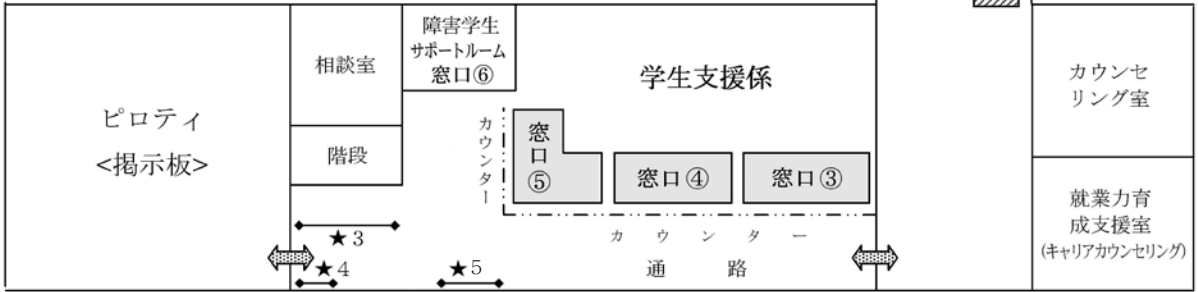 ピロティ
<掲示板>
相談室
階段
障害学生
サポートルーム
窓口⑥
学生支援係
カウンター
窓口⑤
窓口④
窓口③
カウンター
通路
★3
★4
★5
カウンセ
リング室
就業力育
成支援室
(キャリアカウンセリング)